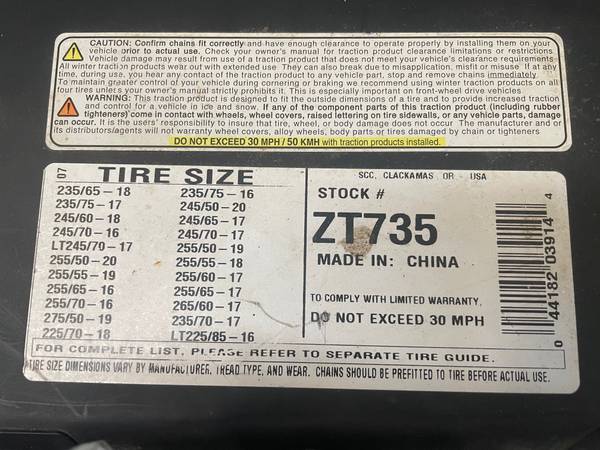 CAUTION: Confirm chains fit correctly and have enough clearance to operate properly by installing them on your
vehicle prior to actual use. Check your owner's manual for traction product clearance limitations or restrictions.
Vehicle damage may result from use of a traction product that does not meet your vehicle's clearance requirements.
All winter traction products wear out with extended use They can also break due to misapplication, misfit or misuse If at any
time, during use, you hear any contact of the traction product to any vehicle part, stop and remove chains immediately
To maintain greater control of your vehicle during cornering or braking we recommend using winter traction products on all
four tires unless your owner's manual strictly prohibits it. This is especially important on front-wheel drive vehicles
WARNING: This traction product is designed to fit the outside dimensions of a tire and to provide increased traction
and control for a vehicle in ice and snow. If any of the component parts of this traction product (including rubber
tighteners) come in contact with wheels, wheel covers, raised lettering on tire sidewalls, or any vehicle parts, damage
can occur. It is the users' responsibility to insure that tire, wheel, or body damage does not occur The manufacturer and or
its distributors/agents will not warranty wheel covers, alloy wheels, body parts or tires damaged by chain or tighteners
DO NOT EXCEED 30 MPH / 50 KMH with traction products installed.
07
TIRE SIZE
235/65-18
235/75-17
245/60-18
245/70-16
LT245/70-17
255/50-20
255/55-19
255/65-16
255/70-16
275/50-19
225/70-18
235/75-16
245/50-20
245/65-17
245/70-17
255/50-19
255/55-18
255/60-17
255/65-17
265/60-17
235/70-17
LT225/85-16
SCC, CLACKAMAS OR USA
STOCK #
ZT735
MADE IN: CHINA
TO COMPLY WITH LIMITED WARRANTY.
DO NOT EXCEED 30 MPH
0 44182 03914 4
FOR COMPLETE LIST, PLEASE REFER TO SEPARATE TIRE GUIDE.
TIRE SIZE DIMENSIONS VARY BY MANUFACTURER, TREAD TYPE, AND WEAR. CHAINS SHOULD BE PREFITTED TO TIRE BEFORE ACTUAL USE.